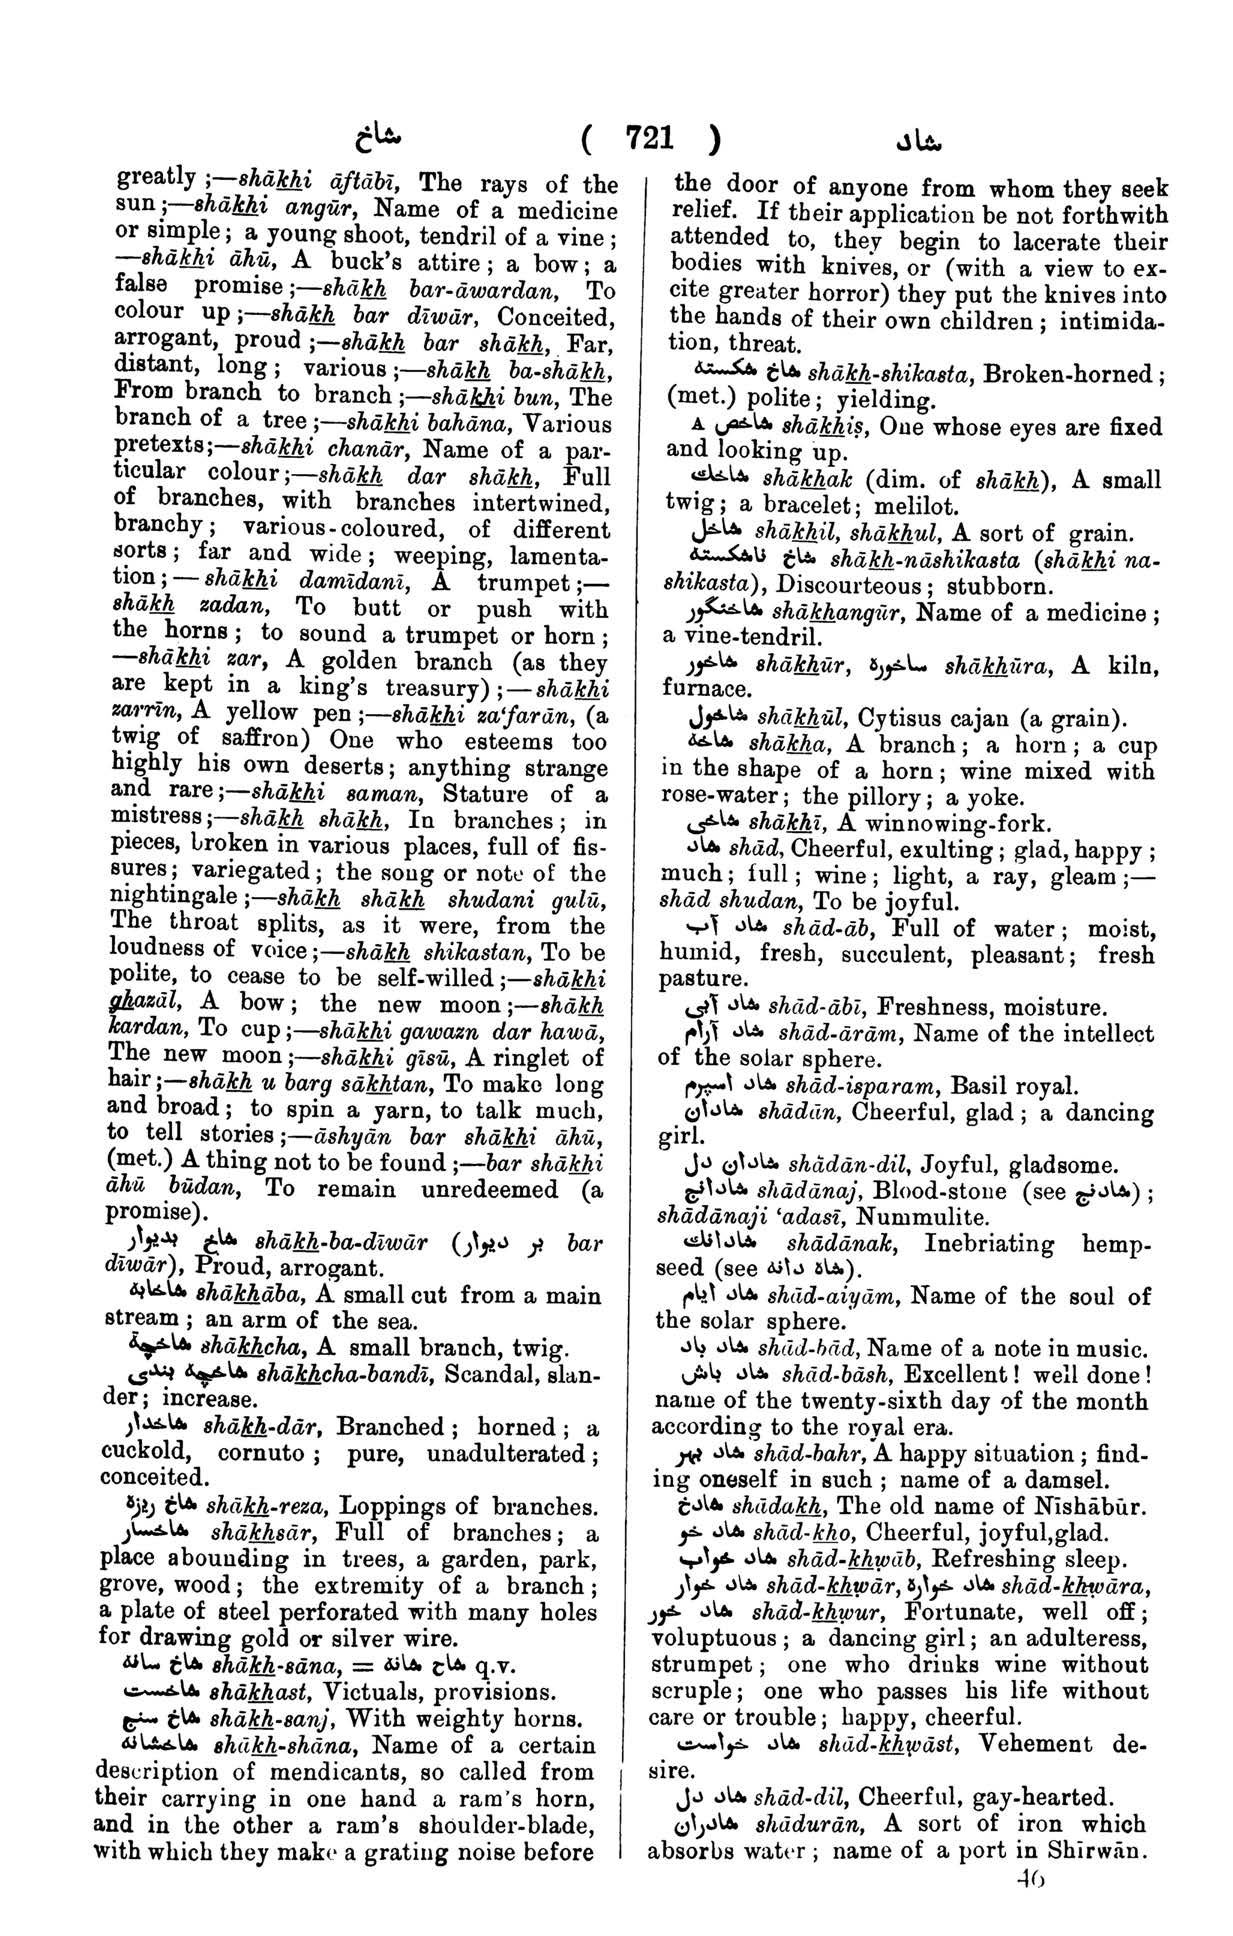 شاخ ( 721 ) شاد
greatly ;—shākhi āftābī, The rays of the
sun ;—shākhi angūr, Name of a medicine
or simple ; a young shoot, tendril of a vine ;
—shākhi āhū, A buck's attire ; a bow ; a
false promise ;—shākh bar-āwardan, To
colour up ;—shākh bar dīwār, Conceited,
arrogant, proud ;—shākh bar shākh, Far,
distant, long ; various ;—shākh ba-shākh,
From branch to branch ;—shākhi bun, The
branch of a tree ;—shākhi bahāna, Various
pretexts;—shākhi chanār, Name of a par-
ticular colour;—shākh dar shākh, Full
of branches, with branches intertwined,
branchy ; various-coloured, of different
sorts ; far and wide ; weeping, lamenta-
tion ; — shākhi damīdanī, A trumpet ;—
shākh zadan, To butt or push with
the horns ; to sound a trumpet or horn ;
—shākhi zar, A golden branch (as they
are kept in a king's treasury) ;—shākhi
zarrīn, A yellow pen ;—shākhi za‘farān, (a
twig of saffron) One who esteems too
highly his own deserts ; anything strange
and rare ;—shākhi saman, Stature of a
mistress ;—shākh shākh, In branches ; in
pieces, broken in various places, full of fis-
sures ; variegated ; the song or note of the
nightingale ;—shākh shākh shudani gulū,
The throat splits, as it were, from the
loudness of voice ;—shākh shikastan, To be
polite, to cease to be self-willed ;—shākhi
ghazāl, A bow ; the new moon ;—shākh
kardan, To cup ;—shākhi gawazn dar hawā,
The new moon ;—shākhi gīsū, A ringlet of
hair ;—shākh u barg sākhtan, To make long
and broad ; to spin a yarn, to talk much,
to tell stories ;—āshyān bar shākhi āhū,
(met.) A thing not to be found ;—bar shākhi
āhū būdan, To remain unredeemed (a
promise).
شاخ بديوار shākh-ba-dīwār (بر ديوار bar
dīwār), Proud, arrogant.
شاخابه shākhāba, A small cut from a main
stream ; an arm of the sea.
شاخچه shākhcha, A small branch, twig.
شاخچه بندى shākhcha-bandī, Scandal, slan-
der ; increase.
شاخدار shākh-dār, Branched ; horned ; a
cuckold, cornuto ; pure, unadulterated ;
conceited.
شاخ ريزه shākh-reza, Loppings of branches.
شاخسار shākhsār, Full of branches ; a
place abounding in trees, a garden, park,
grove, wood ; the extremity of a branch ;
a plate of steel perforated with many holes
for drawing gold or silver wire.
شاخ سانه shākh-sāna, = شاخ شانه q.v.
شاخست shākhast, Victuals, provisions.
شاخ سنج shākh-sanj, With weighty horns.
شاخشانه shākh-shāna, Name of a certain
description of mendicants, so called from
their carrying in one hand a ram's horn,
and in the other a ram's shoulder-blade,
with which they make a grating noise before
the door of anyone from whom they seek
relief. If their application be not forthwith
attended to, they begin to lacerate their
bodies with knives, or (with a view to ex-
cite greater horror) they put the knives into
the hands of their own children ; intimida-
tion, threat.
شاخ شكسته shākh-shikasta, Broken-horned ;
(met.) polite ; yielding.
A شاخص shākhiṣ, One whose eyes are fixed
and looking up.
شاخك shākhak (dim. of shākh), A small
twig ; a bracelet ; melilot.
شاخل shākhil, shākhul, A sort of grain.
شاخ ناشكسته shākh-nāshikasta (shākhi na-
shikasta), Discourteous ; stubborn.
شاخنگور shākhangūr, Name of a medicine ;
a vine-tendril.
شاخور shākhūr, ساخوره shākhūra, A kiln,
furnace.
شاخول shākhūl, Cytisus cajan (a grain).
شاخه shākha, A branch ; a horn ; a cup
in the shape of a horn ; wine mixed with
rose-water ; the pillory ; a yoke.
شاخى shākhī, A winnowing-fork.
شاد shād, Cheerful, exulting ; glad, happy ;
much ; full ; wine ; light, a ray, gleam ;—
shād shudan, To be joyful.
شاد آب shād-āb, Full of water ; moist,
humid, fresh, succulent, pleasant ; fresh
pasture.
شاد آبى shād-ābī, Freshness, moisture.
شاد آرام shād-ārām, Name of the intellect
of the solar sphere.
شاد اسپرم shād-isparam, Basil royal.
شادان shādān, Cheerful, glad ; a dancing
girl.
شادان دل shādān-dil, Joyful, gladsome.
شادانج shādānaj, Blood-stone (see شادنج) ;
shādānaji ‘adasī, Nummulite.
شادانك shādānak, Inebriating hemp-
seed (see شاه دانه).
شاد ايام shād-aiyām, Name of the soul of
the solar sphere.
شاد باد shād-bād, Name of a note in music.
شاد باش shād-bāsh, Excellent ! well done !
name of the twenty-sixth day of the month
according to the royal era.
شاد بهر shād-bahr, A happy situation ; find-
ing oneself in such ; name of a damsel.
شادخ shādakh, The old name of Nīshābūr.
شاد خو shād-kho, Cheerful, joyful, glad.
شاد خواب shād-khẉāb, Refreshing sleep.
شاد خوار shād-khẉār, شاد خواره shād-khẉāra,
شاد خور shād-khẉur, Fortunate, well off ;
voluptuous ; a dancing girl ; an adulteress,
strumpet ; one who drinks wine without
scruple ; one who passes his life without
care or trouble ; happy, cheerful.
شاد خواست shād-khẉāst, Vehement de-
sire.
شاد دل shād-dil, Cheerful, gay-hearted.
شادران shādurān, A sort of iron which
absorbs water ; name of a port in Shīrwān.
46